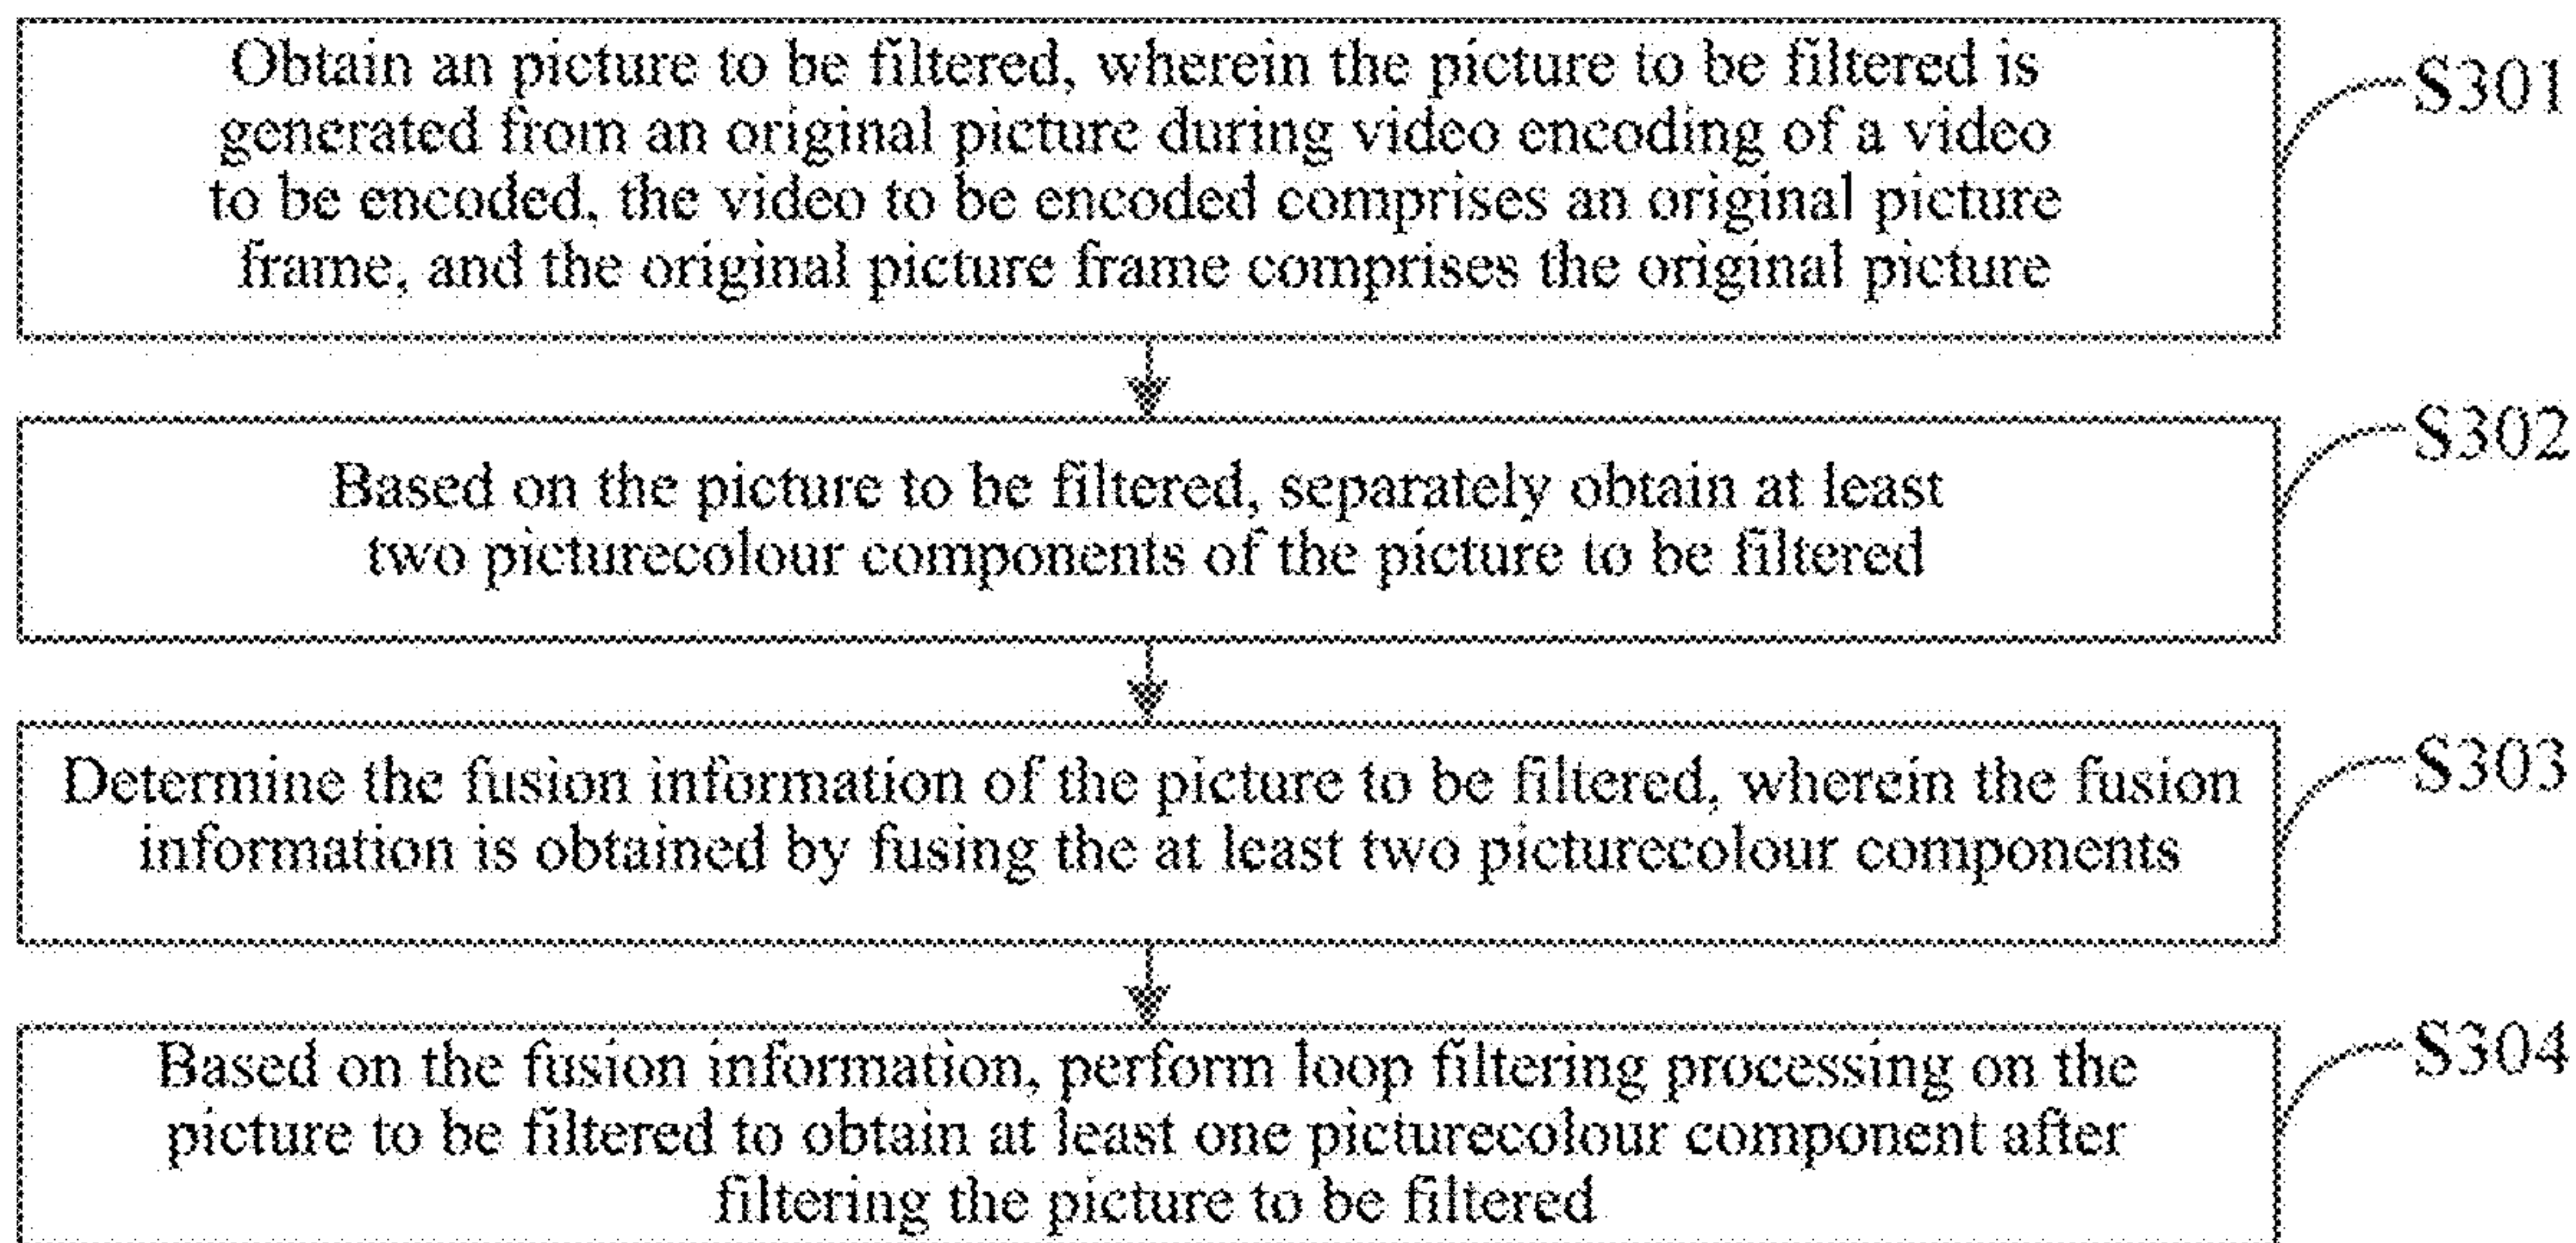 Obtain an picture to be filtered, wherein the picture to be filtered is
generated from an original picture during video encoding of a video
to be encoded, the video to be encoded comprises an original picture
frame, and the original picture frame comprises the original picture
S301
Based on the picture to be filtered, separately obtain at least
two picturecolour components of the picture to be filtered
S302
Determine the fusion information of the picture to be filtered, wherein the fusion
information is obtained by fusing the at least two picturecolour components
S303
Based on the fusion information, perform loop filtering processing on the
picture to be filtered to obtain at least one picturecolour component after
filtering the picture to be filtered
S304